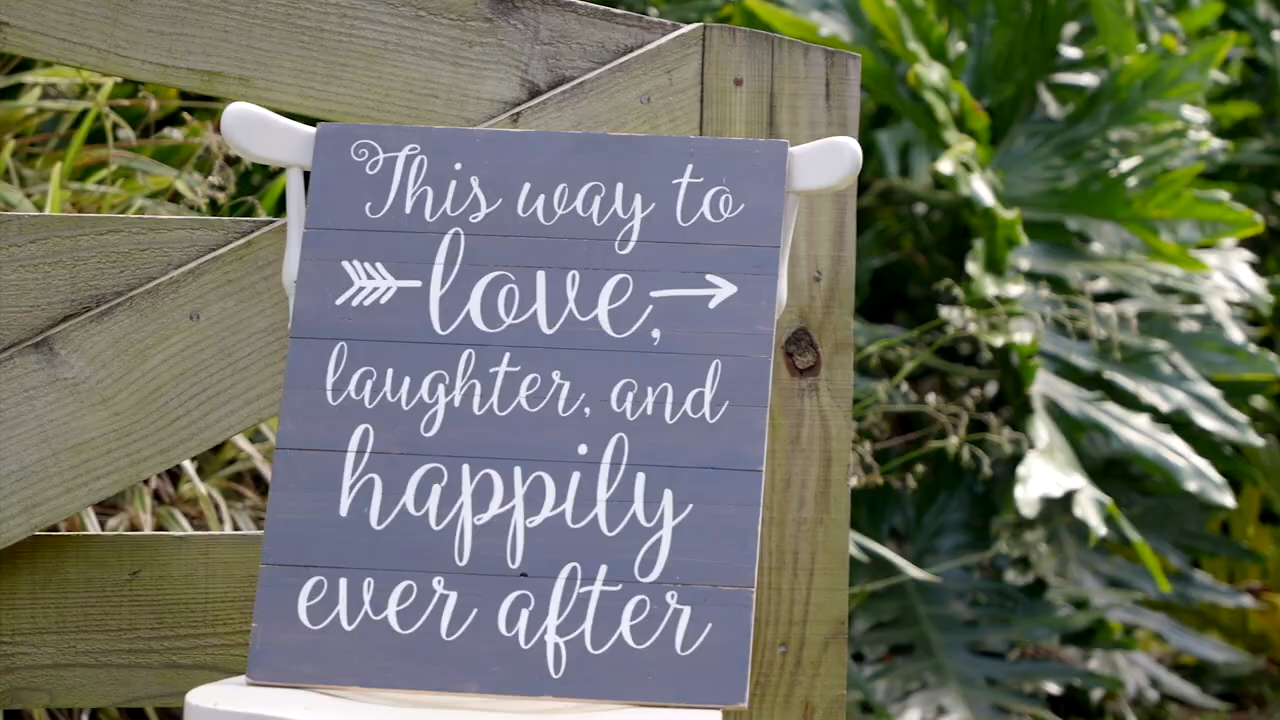 This way to
love,
laughter, and
happily
ever after